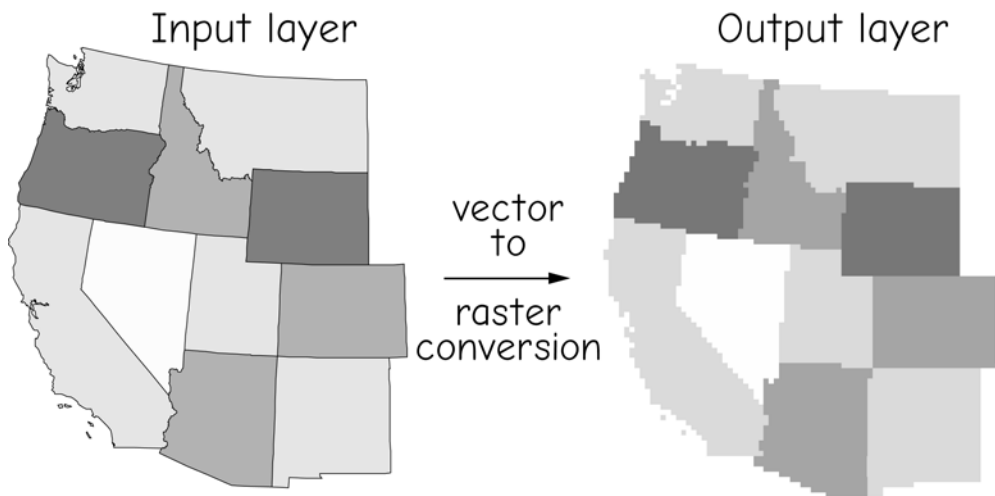 Input layer
Output layer
vector
to
raster
conversion